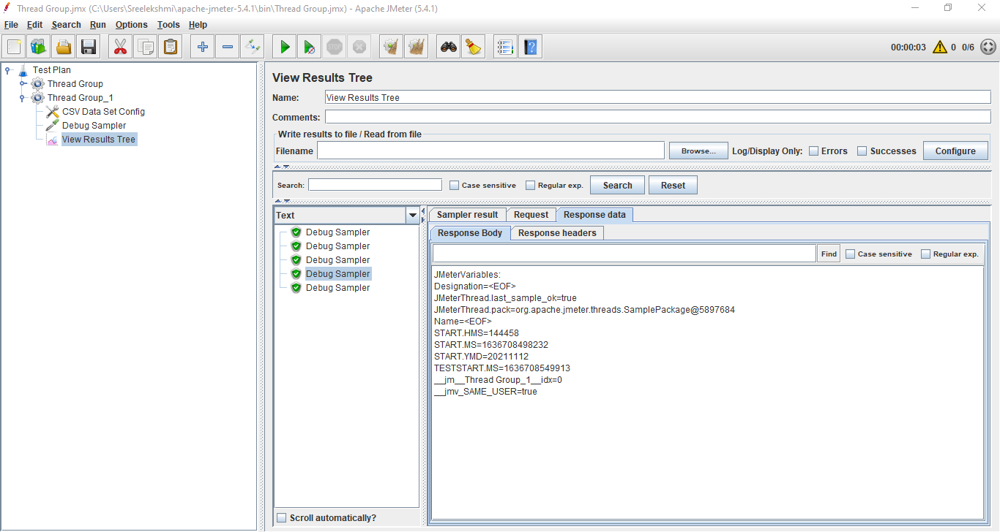 Thread Group.jmx (C:\Users\Sreelekshmi\apache-jmeter-5.4.1\bin\Thread Group.jmx) - Apache JMeter (5.4.1)
File Edit Search Run Options Tools Help
STOP
00:00:03 0 0/6
Test Plan
Thread Group
Thread Group_1
CSV Data Set Config
Debug Sampler
View Results Tree
View Results Tree
Name: View Results Tree
Comments:
Write results to file / Read from file
Filename Browse... Log/Display Only: Errors Successes Configure
Search: Case sensitive Regular exp. Search Reset
Text
Debug Sampler
Debug Sampler
Debug Sampler
Debug Sampler
Debug Sampler
Scroll automatically?
Sampler result Request Response data
Response Body Response headers
Find Case sensitive Regular exp.
JMeterVariables:
Designation=<EOF>
JMeterThread.last_sample_ok=true
JMeterThread.pack=org.apache.jmeter.threads.SamplePackage@5897684
Name=<EOF>
START.HMS=144458
START.MS=1636708498232
START.YMD=20211112
TESTSTART.MS=1636708549913
__jm__Thread Group_1__idx=0
__jmv_SAME_USER=true